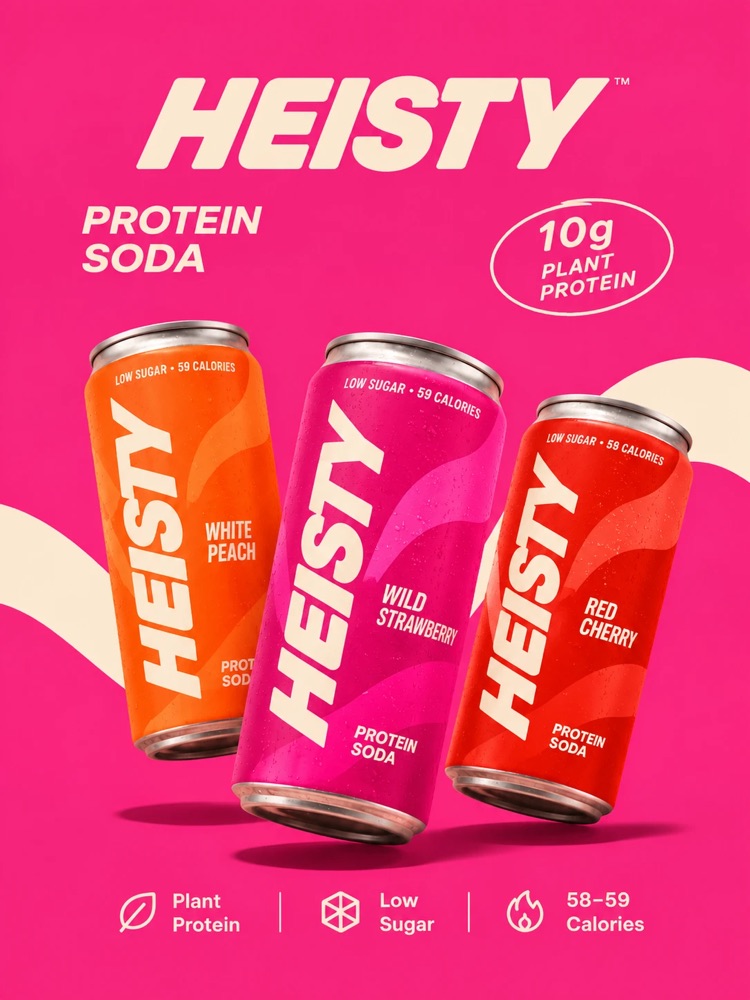 HEISTY™
PROTEIN
SODA
10g
PLANT
PROTEIN
LOW SUGAR • 59 CALORIES
HEISTY
WHITE
PEACH
PROT
SOD
LOW SUGAR • 59 CALORIES
HEISTY
WILD
STRAWBERRY
PROTEIN
SODA
LOW SUGAR • 59 CALORIES
HEISTY
RED
CHERRY
PROTEIN
SODA
Plant
Protein
Low
Sugar
58–59
Calories